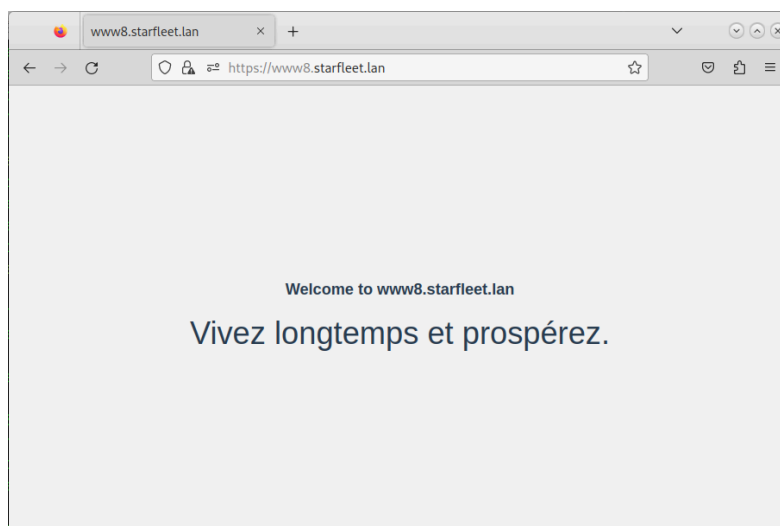 www8.starfleet.lan
https://www8.starfleet.lan
Welcome to www8.starfleet.lan
Vivez longtemps et prospérez.